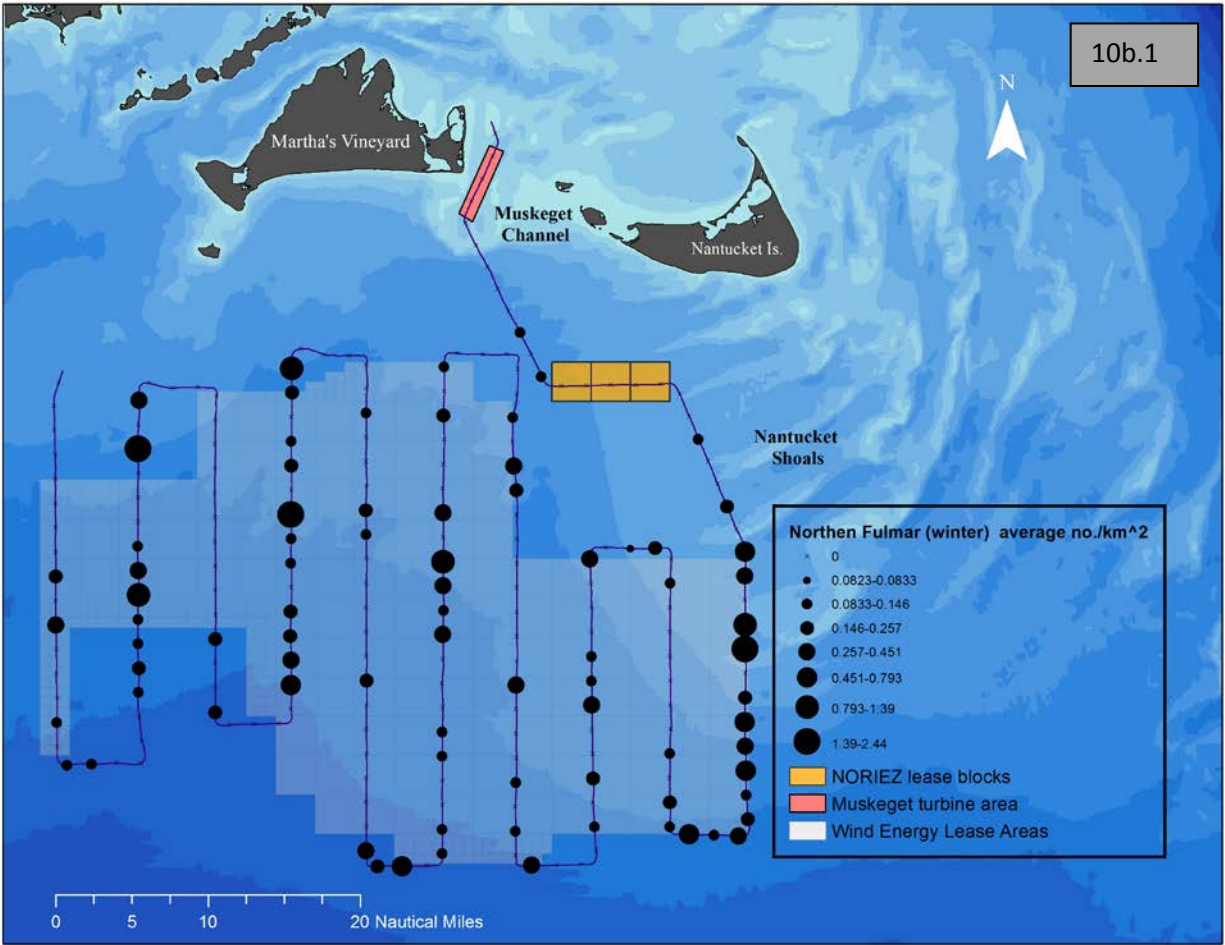 10b.1
N
Martha's Vineyard
Muskeget
Channel
Nantucket Is.
Nantucket
Shoals
Northen Fulmar (winter) average no./km^2
0
0.0823-0.0833
0.0833-0.146
0.146-0.257
0.257-0.451
0.451-0.793
0.793-1.39
1.39-2.44
NORIEZ lease blocks
Muskeget turbine area
Wind Energy Lease Areas
0 5 10 20 Nautical Miles